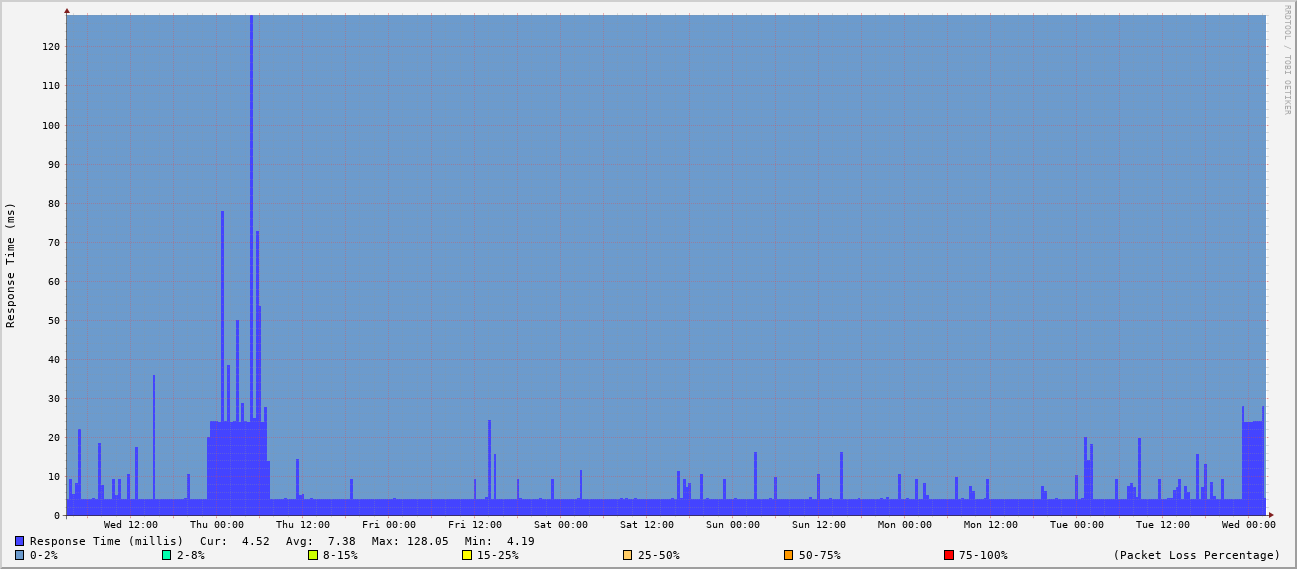 RRDTOOL / TOBI OETIKER
Response Time (ms)
120
110
100
90
80
70
60
50
40
30
20
10
0
Wed 12:00 Thu 00:00 Thu 12:00 Fri 00:00 Fri 12:00 Sat 00:00 Sat 12:00 Sun 00:00 Sun 12:00 Mon 00:00 Mon 12:00 Tue 00:00 Tue 12:00 Wed 00:00
Response Time (millis) Cur: 4.52 Avg: 7.38 Max: 128.05 Min: 4.19
0-2% 2-8% 8-15% 15-25% 25-50% 50-75% 75-100% (Packet Loss Percentage)